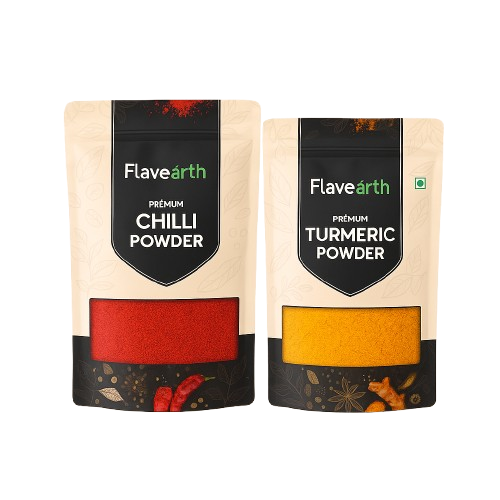 Flaveárth
PRÉMUM
CHILLI
POWDER
Flaveárth
PRÉMUM
TURMERIC
POWDER